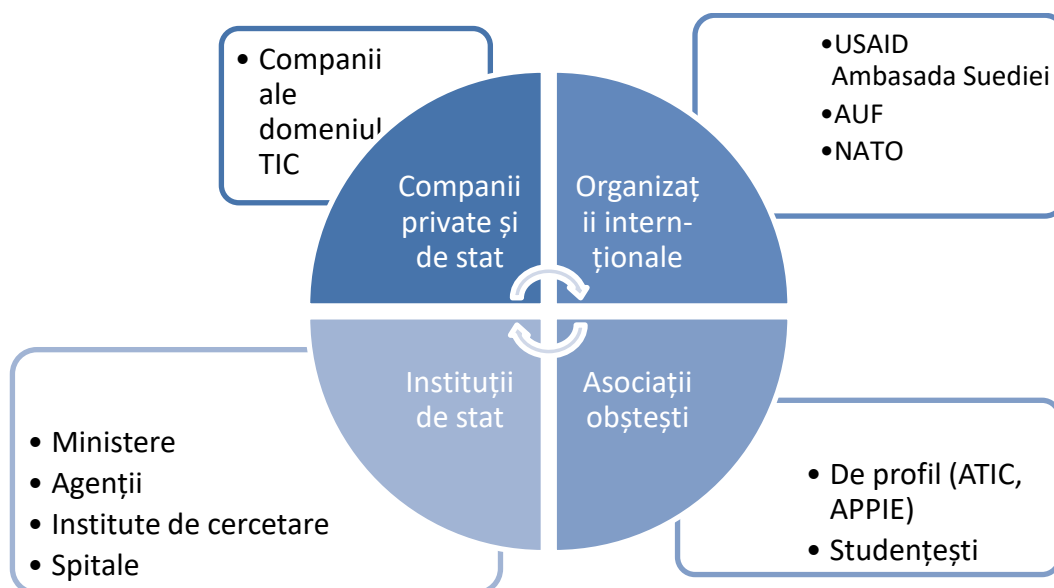 • Companii
ale
domeniul
TIC
•USAID
Ambasada Suediei
•AUF
•NATO
Companii
private și
de stat
Organizaț
ii intern-
ționale
Instituții
de stat
Asociații
obștești
• Ministere
• Agenții
• Institute de cercetare
• Spitale
• De profil (ATIC,
APPIE)
• Studențești